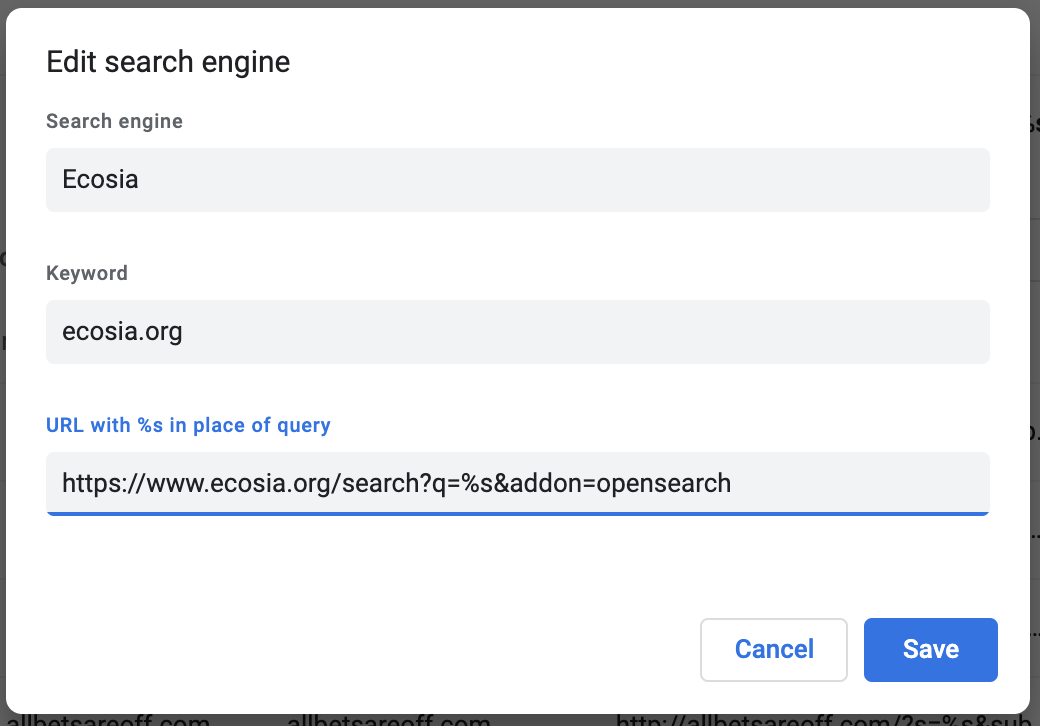 Edit search engine
Search engine
Ecosia
Keyword
ecosia.org
URL with %s in place of query
https://www.ecosia.org/search?q=%s&addon=opensearch
Cancel
Save
allbetsareoff.com allbetsareoff.com http://allbetsareoff.com/?s=%s&sub